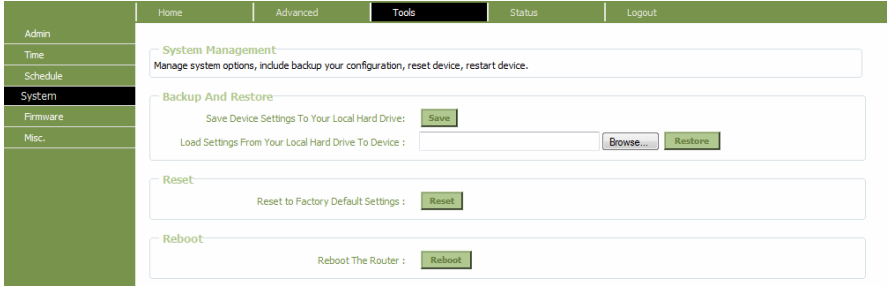 Home Advanced Tools Status Logout
Admin
Time
Schedule
System
Firmware
Misc.
System Management
Manage system options, include backup your configuration, reset device, restart device.
Backup And Restore
Save Device Settings To Your Local Hard Drive: Save
Load Settings From Your Local Hard Drive To Device : Browse... Restore
Reset
Reset to Factory Default Settings : Reset
Reboot
Reboot The Router : Reboot